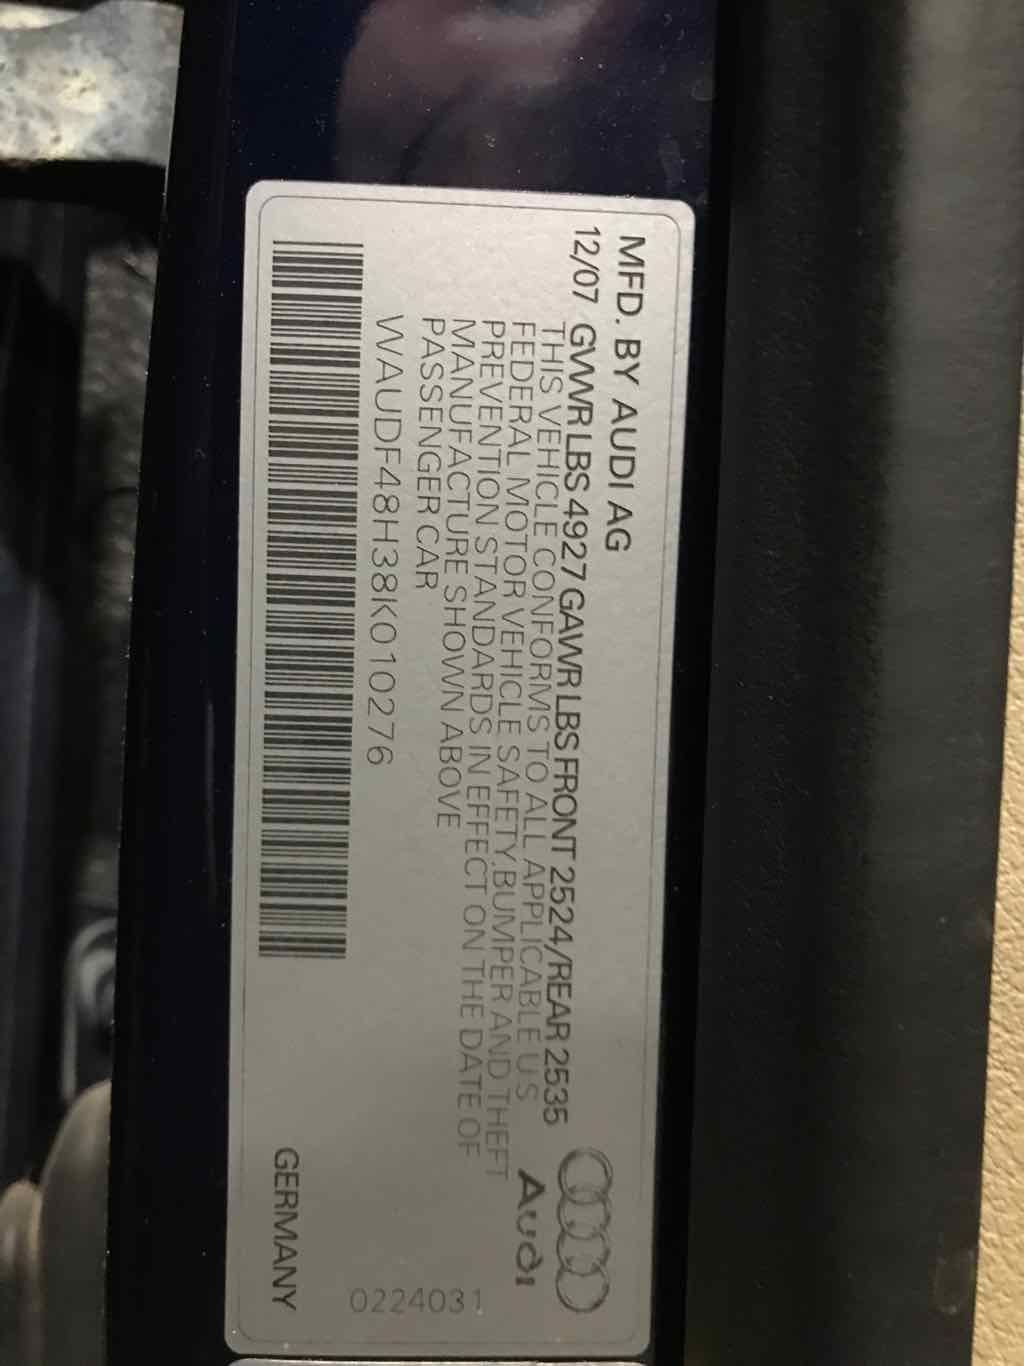 MFD. BY AUDI AG
12/07 GVWR LBS 4927 GAWR LBS FRONT 2524/REAR 2535
THIS VEHICLE CONFORMS TO ALL APPLICABLE U S
FEDERAL MOTOR VEHICLE SAFETY,BUMPER AND THEFT
PREVENTION STANDARDS IN EFFECT ON THE DATE OF
MANUFACTURE SHOWN ABOVE
PASSENGER CAR
Audi
WAUDF48H38K010276
0224031
GERMANY